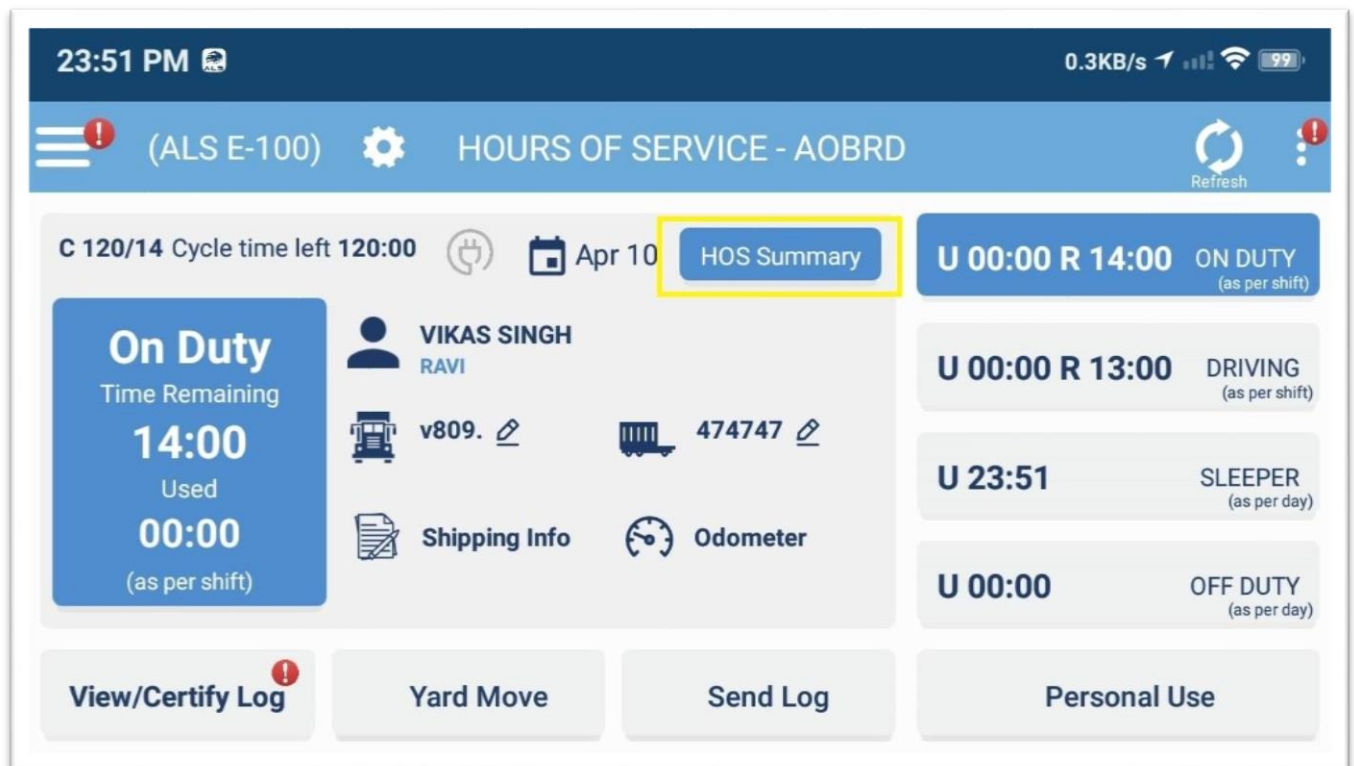 23:51 PM
0.3KB/s
99
(ALS E-100)
HOURS OF SERVICE - AOBRD
Refresh
C 120/14 Cycle time left 120:00
Apr 10
HOS Summary
On Duty
Time Remaining
14:00
Used
00:00
(as per shift)
VIKAS SINGH
RAVI
v809.
474747
Shipping Info
Odometer
U 00:00 R 14:00 ON DUTY
(as per shift)
U 00:00 R 13:00 DRIVING
(as per shift)
U 23:51 SLEEPER
(as per day)
U 00:00 OFF DUTY
(as per day)
View/Certify Log
Yard Move
Send Log
Personal Use